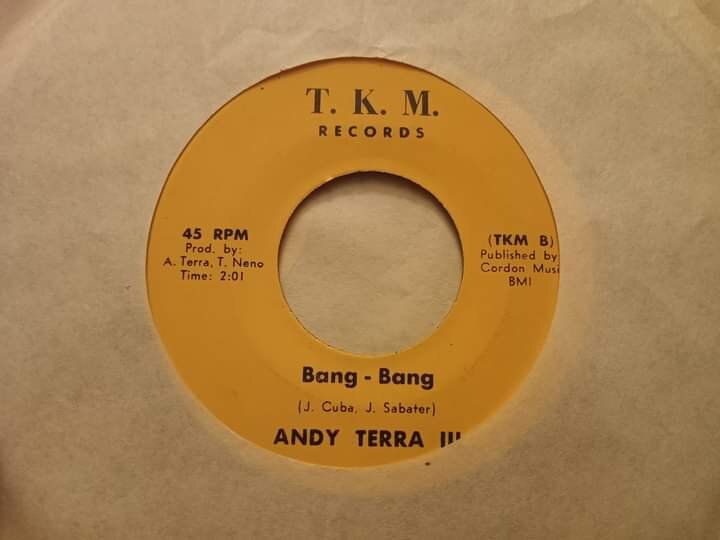 T. K. M.
RECORDS
45 RPM
Prod. by:
A. Terra, T. Neno
Time: 2:01
(TKM B)
Published by
Cordon Musi
BMI
Bang - Bang
(J. Cuba, J. Sabater)
ANDY TERRA III